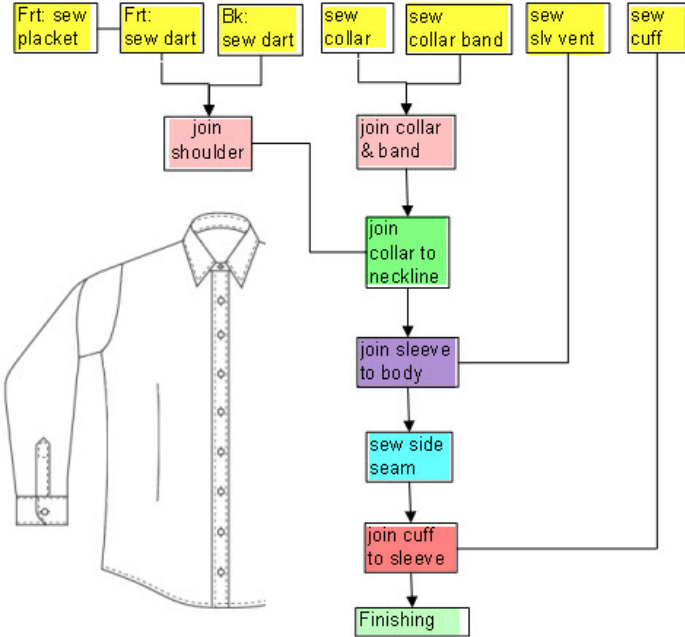 Frt: sew
placket
Frt:
sew dart
Bk:
sew dart
sew
collar
sew
collar band
sew
slv vent
sew
cuff
join
shoulder
join collar
& band
join
collar to
neckline
join sleeve
to body
sew side
seam
join cuff
to sleeve
Finishing